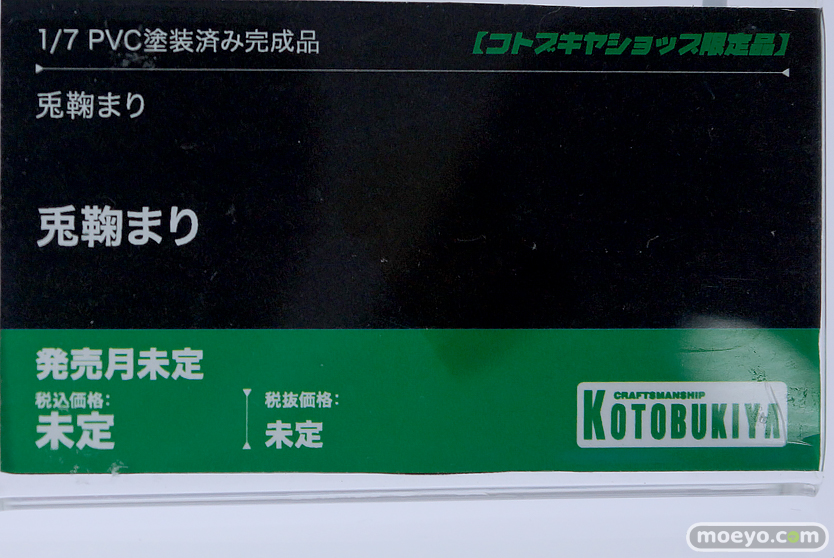 1/7 PVC塗装済み完成品
【コトブキヤショップ限定品】
兎鞠まり
兎鞠まり
発売月未定
税込価格:
未定
税抜価格:
未定
CRAFTSMANSHIP
KOTOBUKIYA
moeyo.com